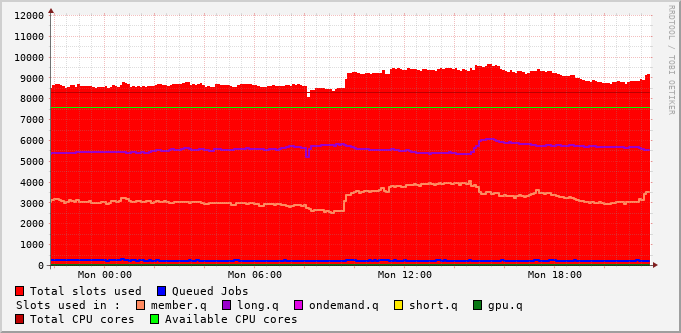 12000
11000
10000
9000
8000
7000
6000
5000
4000
3000
2000
1000
0
Mon 00:00 Mon 06:00 Mon 12:00 Mon 18:00
RRDTOOL / TOBI OETIKER
Total slots used Queued Jobs
Slots used in : member.q long.q ondemand.q short.q gpu.q
Total CPU cores Available CPU cores